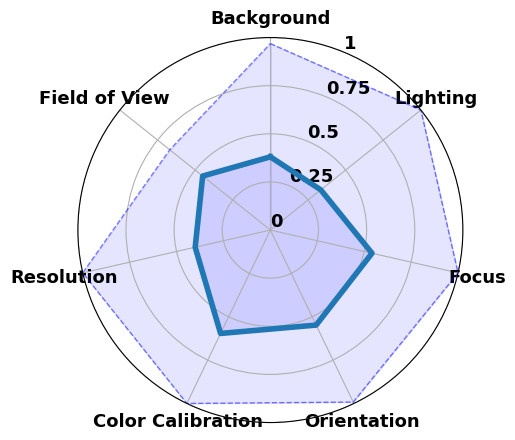 Background
1
0.75
Field of View
Lighting
0.5
0.25
0
Resolution
Focus
Color Calibration
Orientation